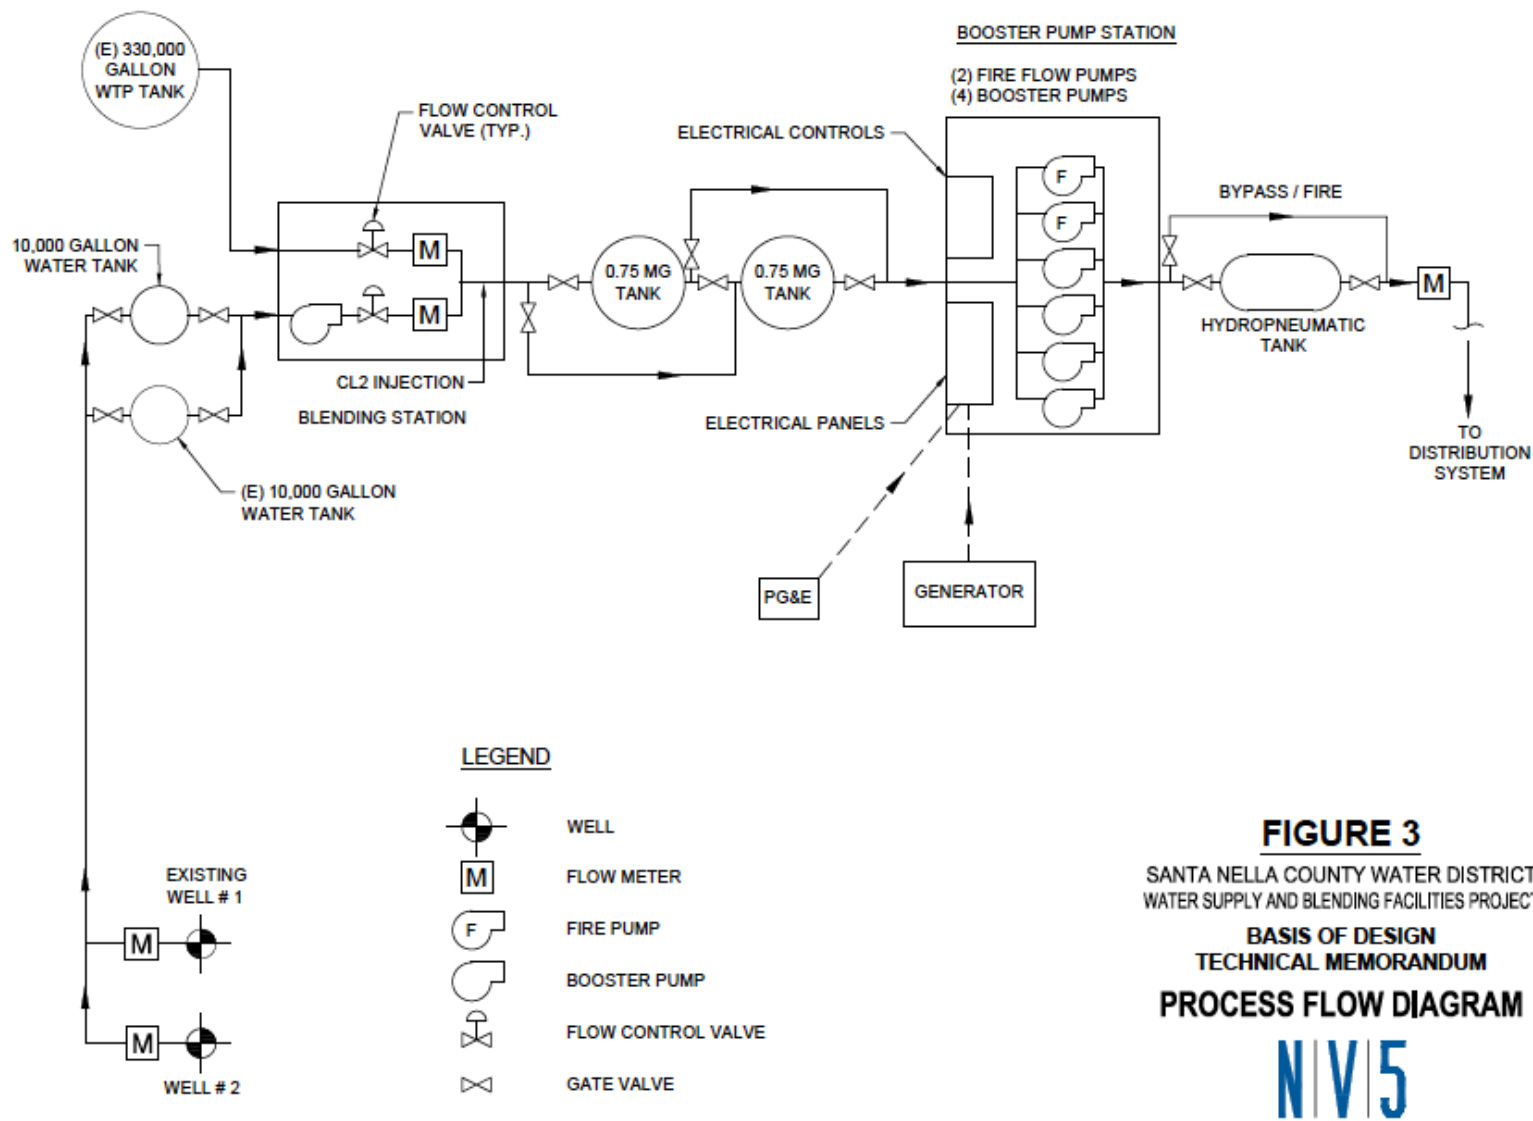 (E) 330,000
GALLON
WTP TANK
FLOW CONTROL
VALVE (TYP.)
BOOSTER PUMP STATION
(2) FIRE FLOW PUMPS
(4) BOOSTER PUMPS
ELECTRICAL CONTROLS
F
F
BYPASS / FIRE
10,000 GALLON
WATER TANK
M
M
0.75 MG
TANK
0.75 MG
TANK
M
HYDROPNEUMATIC
TANK
CL2 INJECTION
BLENDING STATION
ELECTRICAL PANELS
TO
DISTRIBUTION
SYSTEM
(E) 10,000 GALLON
WATER TANK
PG&E
GENERATOR
LEGEND
WELL
M
FLOW METER
F
FIRE PUMP
BOOSTER PUMP
FLOW CONTROL VALVE
GATE VALVE
EXISTING
WELL # 1
M
M
WELL # 2
FIGURE 3
SANTA NELLA COUNTY WATER DISTRICT
WATER SUPPLY AND BLENDING FACILITIES PROJEC
BASIS OF DESIGN
TECHNICAL MEMORANDUM
PROCESS FLOW DIAGRAM
N|V|5